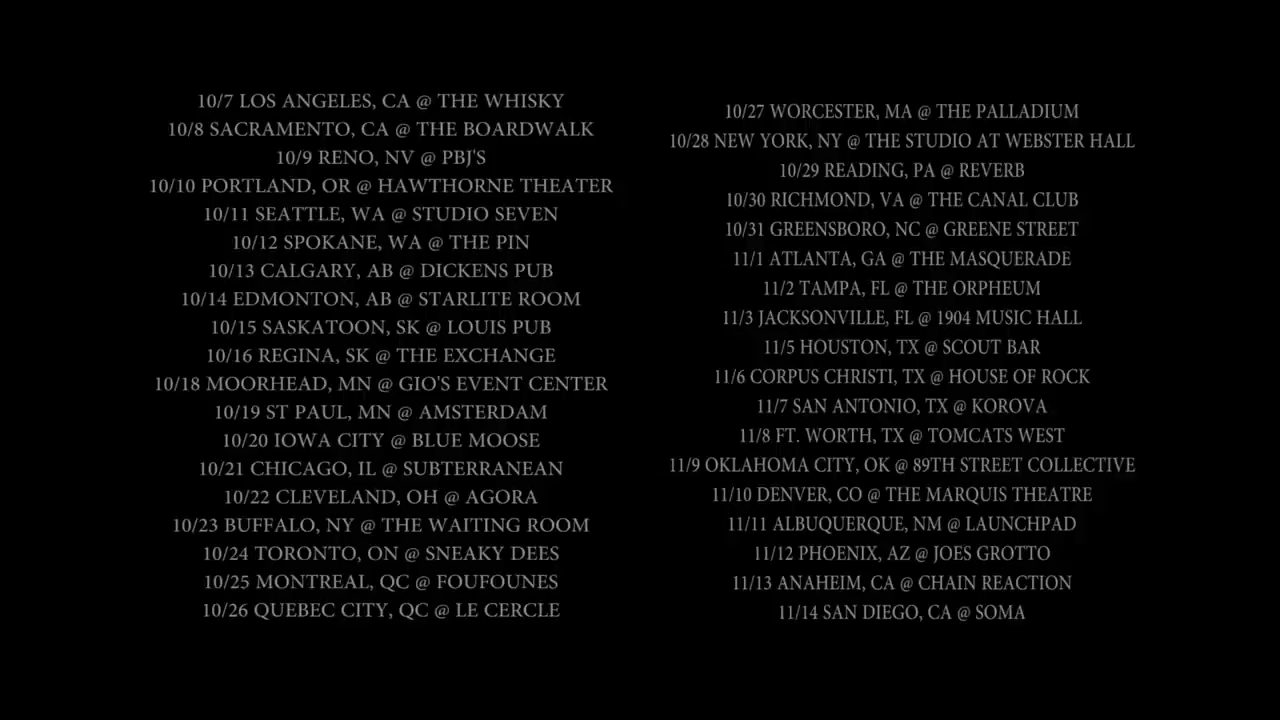 10/7 LOS ANGELES, CA @ THE WHISKY
10/8 SACRAMENTO, CA @ THE BOARDWALK
10/9 RENO, NV @ PBJ'S
10/10 PORTLAND, OR @ HAWTHORNE THEATER
10/11 SEATTLE, WA @ STUDIO SEVEN
10/12 SPOKANE, WA @ THE PIN
10/13 CALGARY, AB @ DICKENS PUB
10/14 EDMONTON, AB @ STARLITE ROOM
10/15 SASKATOON, SK @ LOUIS PUB
10/16 REGINA, SK @ THE EXCHANGE
10/18 MOORHEAD, MN @ GIO'S EVENT CENTER
10/19 ST PAUL, MN @ AMSTERDAM
10/20 IOWA CITY @ BLUE MOOSE
10/21 CHICAGO, IL @ SUBTERRANEAN
10/22 CLEVELAND, OH @ AGORA
10/23 BUFFALO, NY @ THE WAITING ROOM
10/24 TORONTO, ON @ SNEAKY DEES
10/25 MONTREAL, QC @ FOUFOUNES
10/26 QUEBEC CITY, QC @ LE CERCLE
10/27 WORCESTER, MA @ THE PALLADIUM
10/28 NEW YORK, NY @ THE STUDIO AT WEBSTER HALL
10/29 READING, PA @ REVERB
10/30 RICHMOND, VA @ THE CANAL CLUB
10/31 GREENSBORO, NC @ GREENE STREET
11/1 ATLANTA, GA @ THE MASQUERADE
11/2 TAMPA, FL @ THE ORPHEUM
11/3 JACKSONVILLE, FL @ 1904 MUSIC HALL
11/5 HOUSTON, TX @ SCOUT BAR
11/6 CORPUS CHRISTI, TX @ HOUSE OF ROCK
11/7 SAN ANTONIO, TX @ KOROVA
11/8 FT. WORTH, TX @ TOMCATS WEST
11/9 OKLAHOMA CITY, OK @ 89TH STREET COLLECTIVE
11/10 DENVER, CO @ THE MARQUIS THEATRE
11/11 ALBUQUERQUE, NM @ LAUNCHPAD
11/12 PHOENIX, AZ @ JOES GROTTO
11/13 ANAHEIM, CA @ CHAIN REACTION
11/14 SAN DIEGO, CA @ SOMA